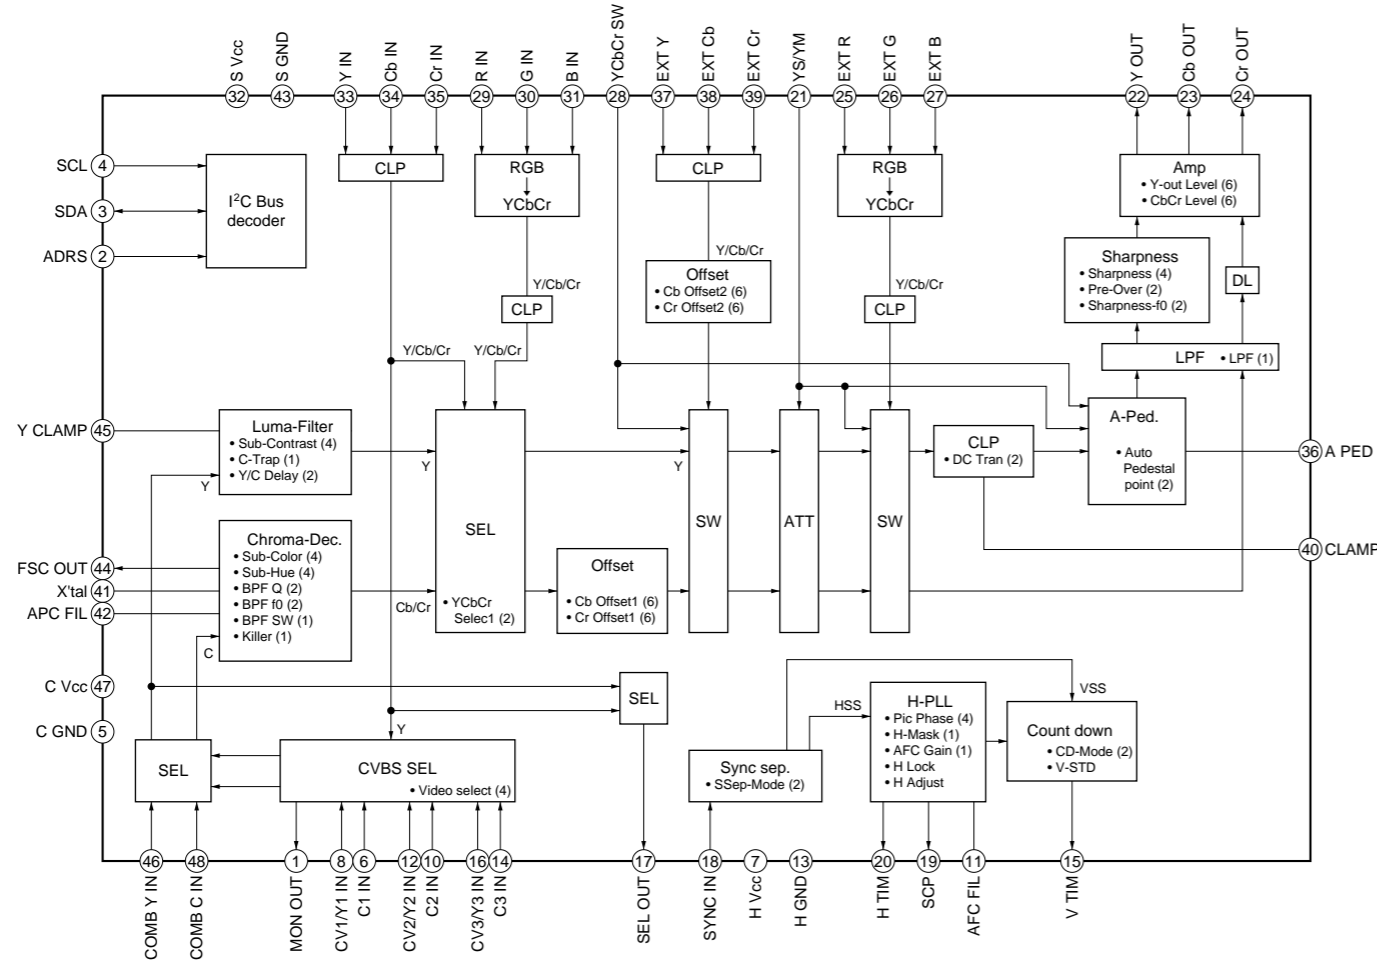 S Vcc
S GND
Y IN
Cb IN
Cr IN
R IN
G IN
B IN
YCbCr SW
EXT Y
EXT Cb
EXT Cr
YS/YM
EXT R
EXT G
EXT B
Y OUT
Cb OUT
Cr OUT
32
43
33
34
35
29
30
31
28
37
38
39
21
25
26
27
22
23
24
SCL 4
SDA 3
ADRS 2
I2C Bus
decoder
CLP
RGB
YCbCr
CLP
RGB
YCbCr
Amp
• Y-out Level (6)
• CbCr Level (6)
Y/Cb/Cr
Y/Cb/Cr
Y/Cb/Cr
CLP
Offset
• Cb Offset2 (6)
• Cr Offset2 (6)
CLP
Sharpness
• Sharpness (4)
• Pre-Over (2)
• Sharpness-f0 (2)
DL
Y/Cb/Cr
Y/Cb/Cr
LPF
• LPF (1)
Y CLAMP 45
Luma-Filter
• Sub-Contrast (4)
• C-Trap (1)
• Y/C Delay (2)
Y
Y
Y
SEL
• YCbCr
Selec1 (2)
SW
ATT
SW
CLP
• DC Tran (2)
A-Ped.
• Auto
Pedestal
point (2)
36 A PED
40 CLAMP
FSC OUT 44
X'tal 41
APC FIL 42
Chroma-Dec.
• Sub-Color (4)
• Sub-Hue (4)
• BPF Q (2)
• BPF f0 (2)
• BPF SW (1)
• Killer (1)
C
Cb/Cr
Offset
• Cb Offset1 (6)
• Cr Offset1 (6)
C Vcc 47
C GND 5
SEL
Y
CVBS SEL
• Video select (4)
SEL
Sync sep.
• SSep-Mode (2)
HSS
VSS
H-PLL
• Pic Phase (4)
• H-Mask (1)
• AFC Gain (1)
• H Lock
• H Adjust
Count down
• CD-Mode (2)
• V-STD
46
48
1
8
6
12
10
16
14
17
18
7
13
20
19
11
15
COMB Y IN
COMB C IN
MON OUT
CV1/Y1 IN
C1 IN
CV2/Y2 IN
C2 IN
CV3/Y3 IN
C3 IN
SEL OUT
SYNC IN
H Vcc
H GND
H TIM
SCP
AFC FIL
V TIM